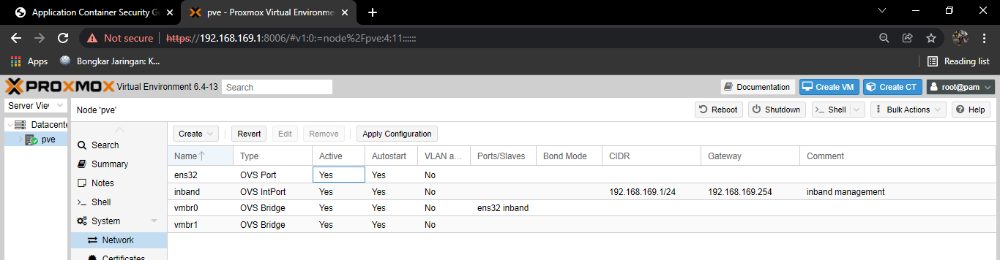 Application Container Security Gu
pve - Proxmox Virtual Environme
Not secure https://192.168.169.1:8006/#v1:0:=node%2Fpve:4:11::::::
Apps Bongkar Jaringan: K... Reading list
PROXMOX Virtual Environment 6.4-13 Search Documentation Create VM Create CT root@pam
Server View Node 'pve' Reboot Shutdown >_ Shell Bulk Actions Help
Datacente
pve
Search
Summary
Notes
>_ Shell
System
Network
Certificates
Create Revert Edit Remove Apply Configuration
Name Type Active Autostart VLAN a... Ports/Slaves Bond Mode CIDR Gateway Comment
ens32 OVS Port Yes Yes No
inband OVS IntPort Yes Yes No 192.168.169.1/24 192.168.169.254 inband management
vmbr0 OVS Bridge Yes Yes No ens32 inband
vmbr1 OVS Bridge Yes Yes No